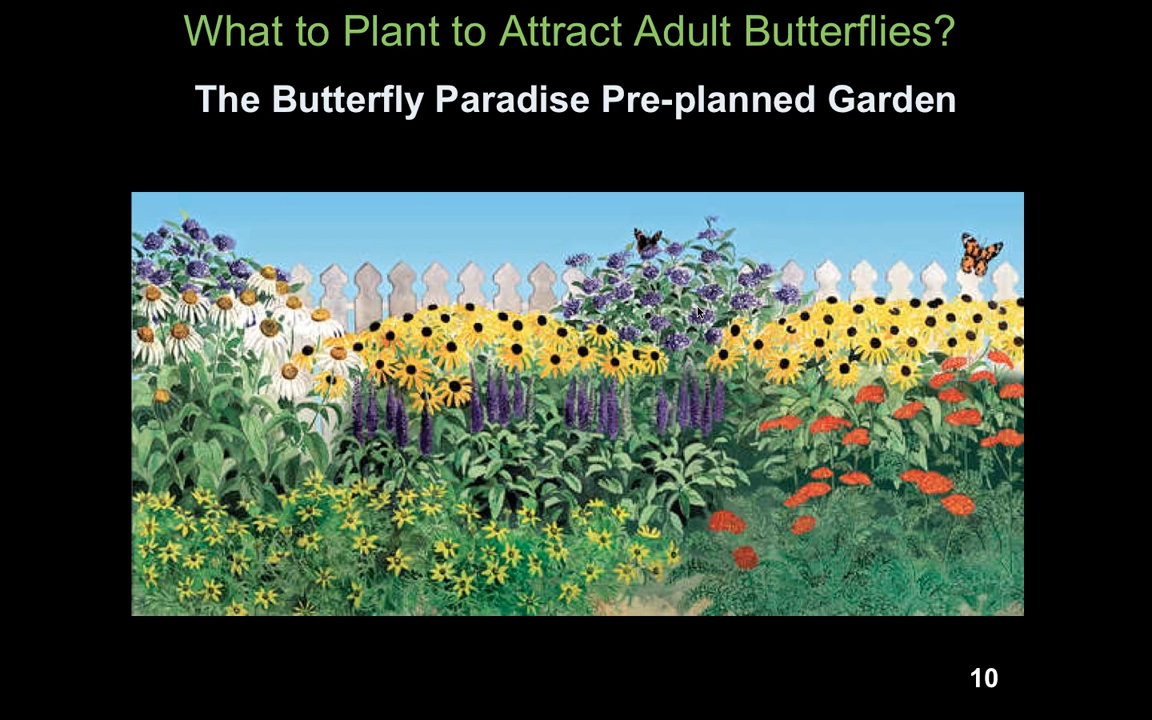 What to Plant to Attract Adult Butterflies?
The Butterfly Paradise Pre-planned Garden
10